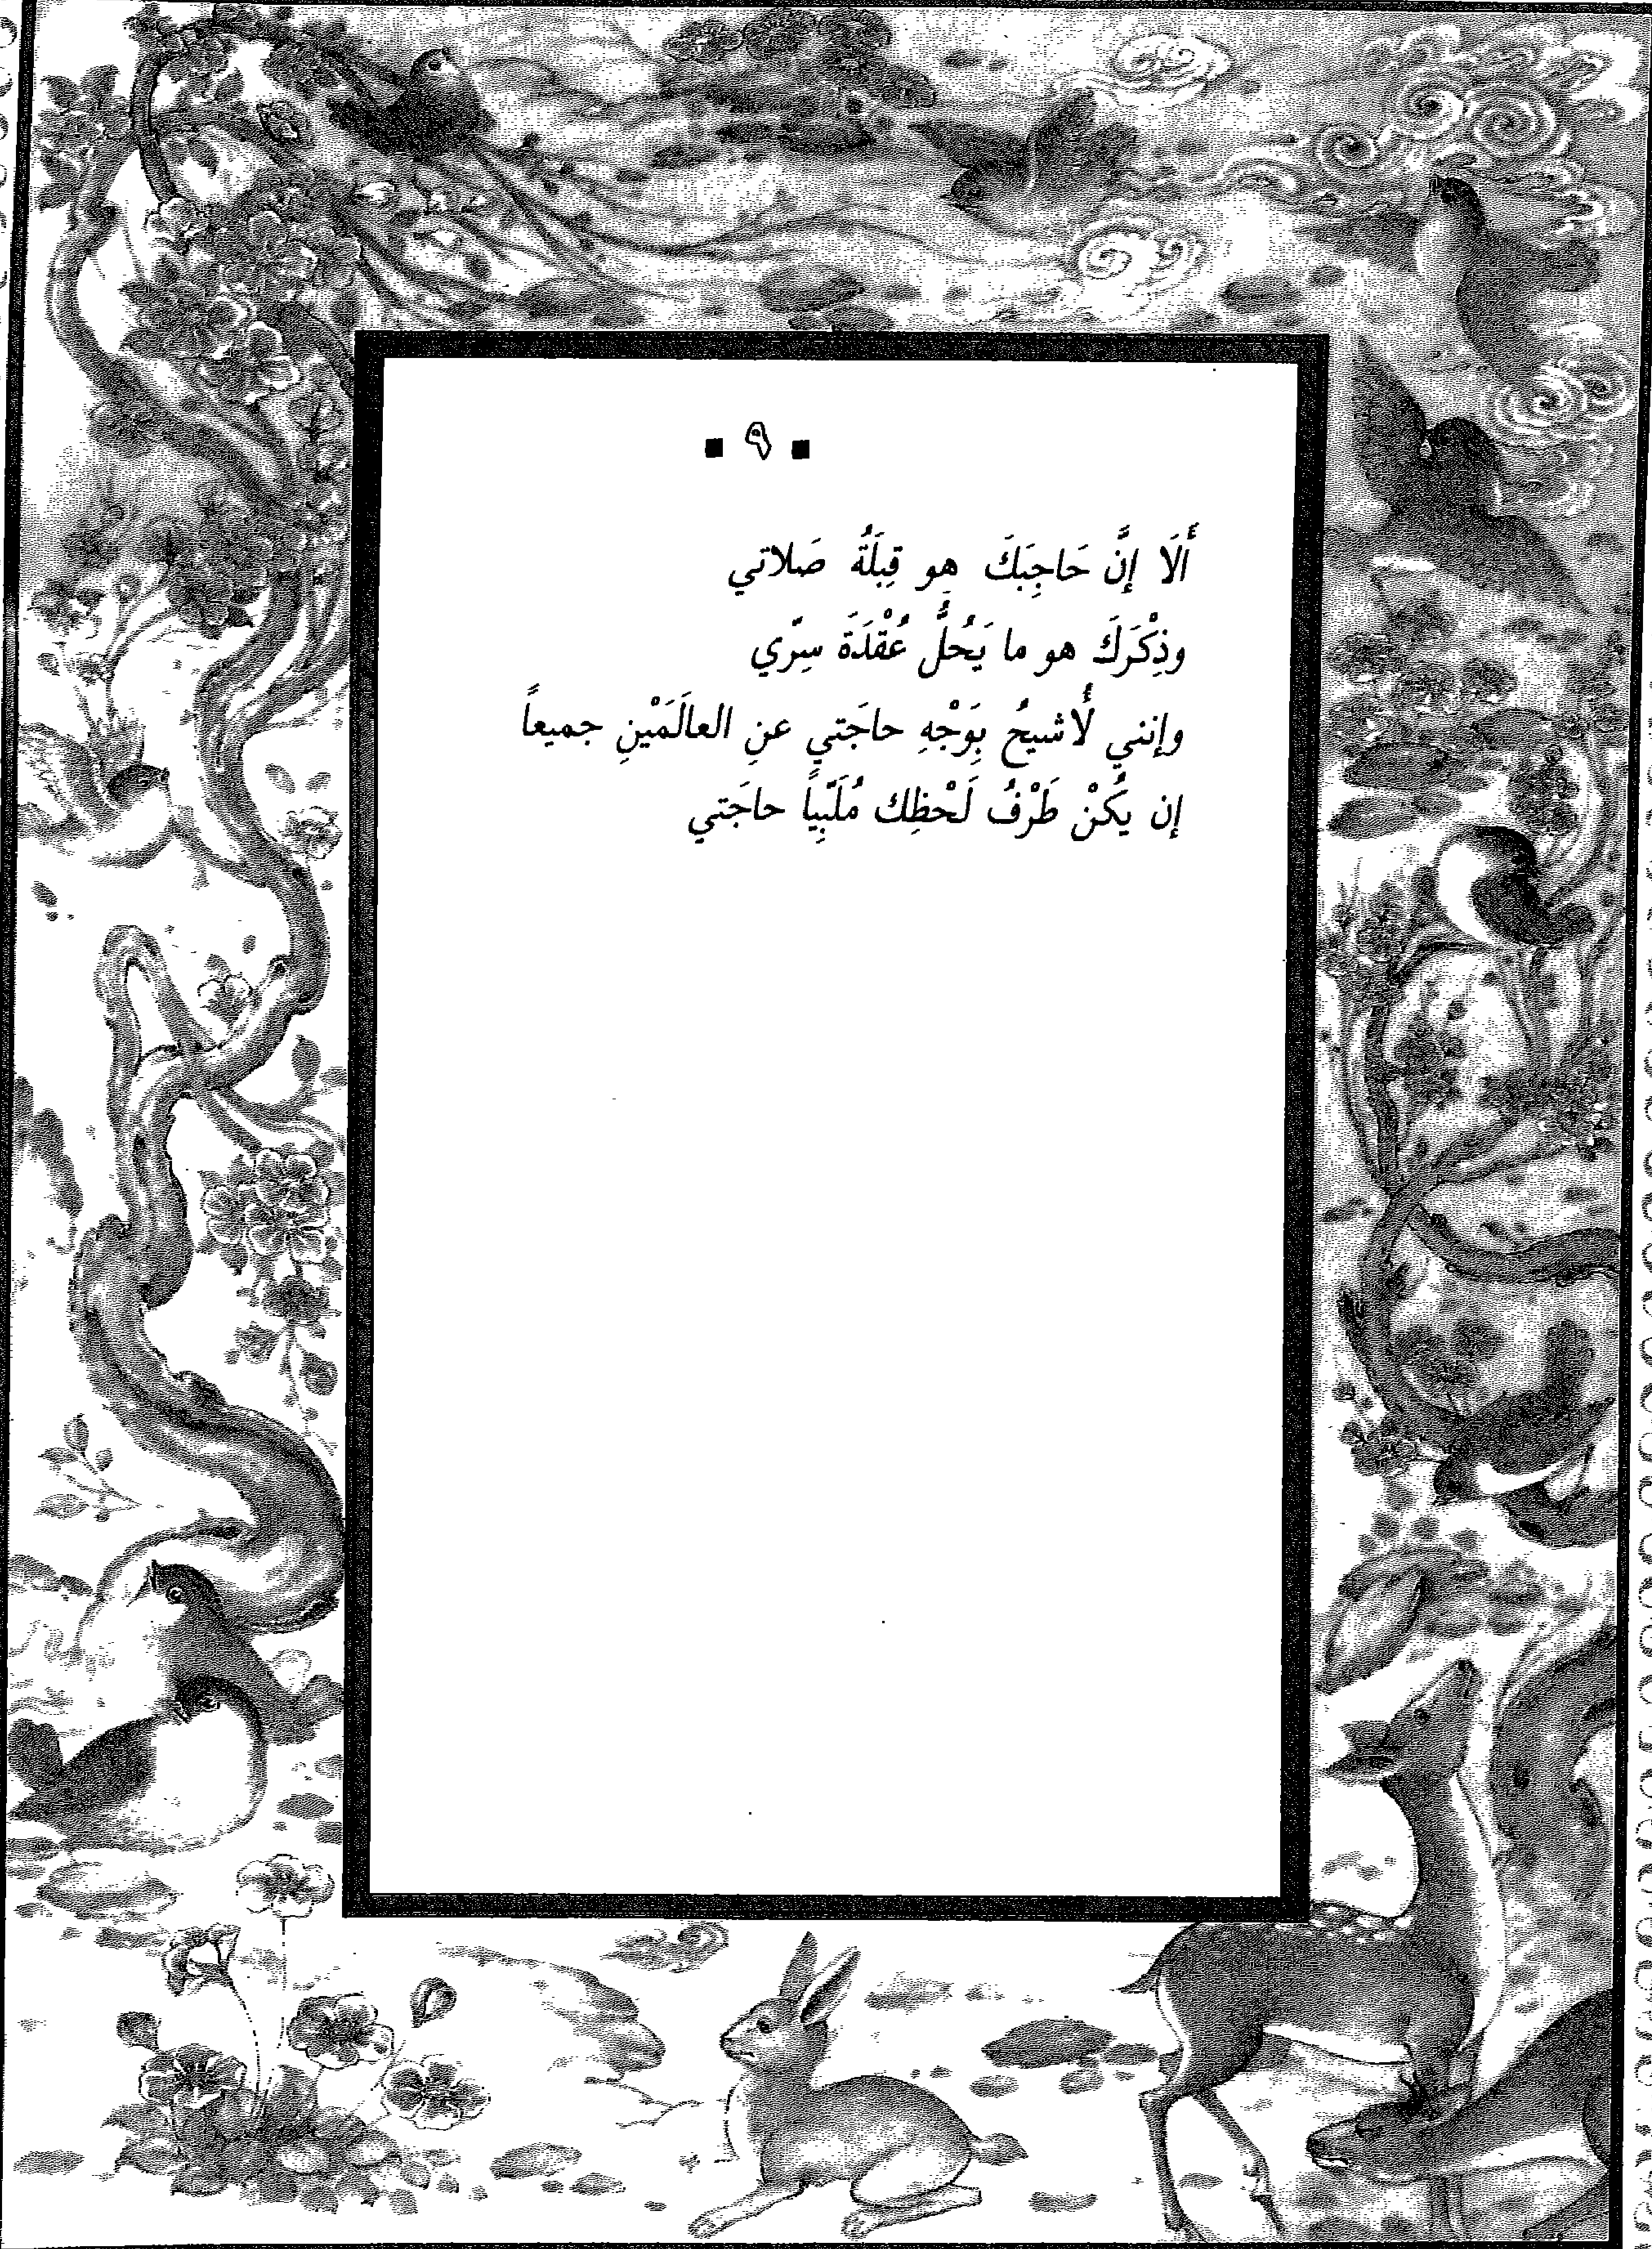 ▪ ٩ ▪
أَلَا إنَّ حَاجِبَكَ هو قِبلَةُ صَلاتي
وذِكْرَكَ هو ما يَحُلُّ عُقْدَةَ سِرّي
وإنني لأُشيحُ بِوَجْهِ حاجَتي عنِ العالَمَيْنِ جميعاً
إن يكُنْ طَرْفُ لَحْظِك مُلَبِّياً حاجَتي